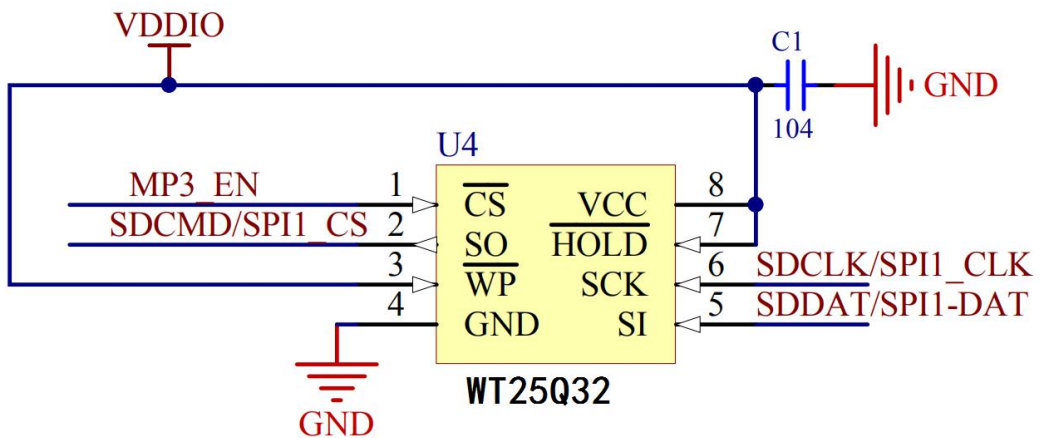 VDDIO
C1
GND
104
U4
MP3_EN
1
CS
VCC
8
SDCMD/SPI1_CS
2
SO
HOLD
7
3
WP
SCK
6
SDCLK/SPI1_CLK
4
GND
SI
5
SDDAT/SPI1-DAT
WT25Q32
GND